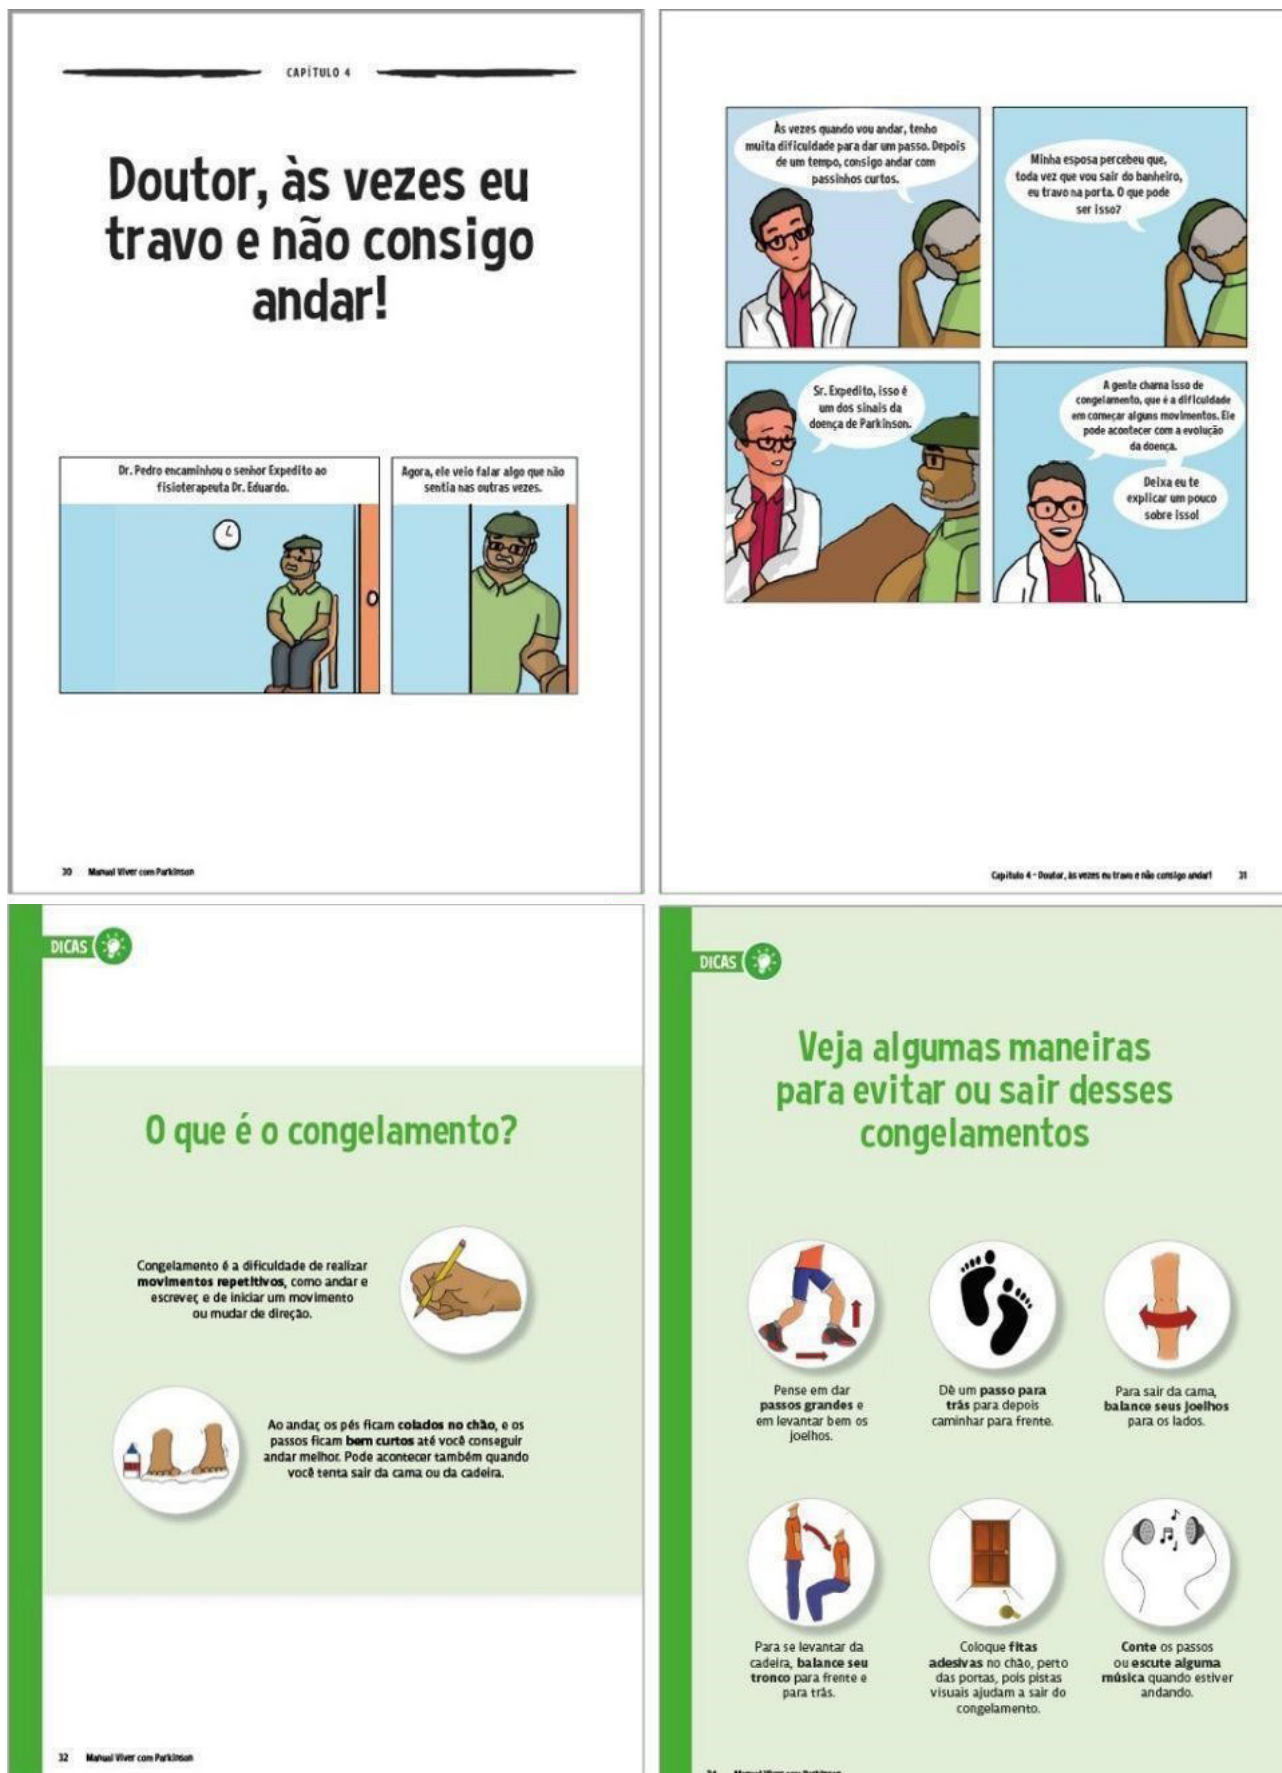 CAPÍTULO 4
Doutor, às vezes eu
travo e não consigo
andar!
Dr. Pedro encaminhou o senhor Expedito ao
fisioterapeuta Dr. Eduardo.
Agora, ele veio falar algo que não
sentia nas outras vezes.
30 Manual Viver com Parkinson
Às vezes quando vou andar, tenho
muita dificuldade para dar um passo. Depois
de um tempo, consigo andar com
passinhos curtos.
Minha esposa percebeu que,
toda vez que vou sair do banheiro,
eu travo na porta. O que pode
ser isso?
Sr. Expedito, isso é
um dos sinais da
doença de Parkinson.
A gente chama isso de
congelamento, que é a dificuldade
em começar alguns movimentos. Ele
pode acontecer com a evolução
da doença.
Deixa eu te
explicar um pouco
sobre isso!
Capítulo 4 - Doutor, às vezes eu travo e não consigo andar! 31
DICAS
O que é o congelamento?
Congelamento é a dificuldade de realizar
movimentos repetitivos, como andar e
escrever, e de iniciar um movimento
ou mudar de direção.
Ao andar, os pés ficam colados no chão, e os
passos ficam bem curtos até você conseguir
andar melhor. Pode acontecer também quando
você tenta sair da cama ou da cadeira.
32 Manual Viver com Parkinson
DICAS
Veja algumas maneiras
para evitar ou sair desses
congelamentos
Pense em dar
passos grandes e
em levantar bem os
joelhos.
Dê um passo para
trás para depois
caminhar para frente.
Para sair da cama,
balance seus joelhos
para os lados.
Para se levantar da
cadeira, balance seu
tronco para frente e
para trás.
Coloque fitas
adesivas no chão, perto
das portas, pois pistas
visuais ajudam a sair do
congelamento.
Conte os passos
ou escute alguma
música quando estiver
andando.
Manual Viver com Parkinson